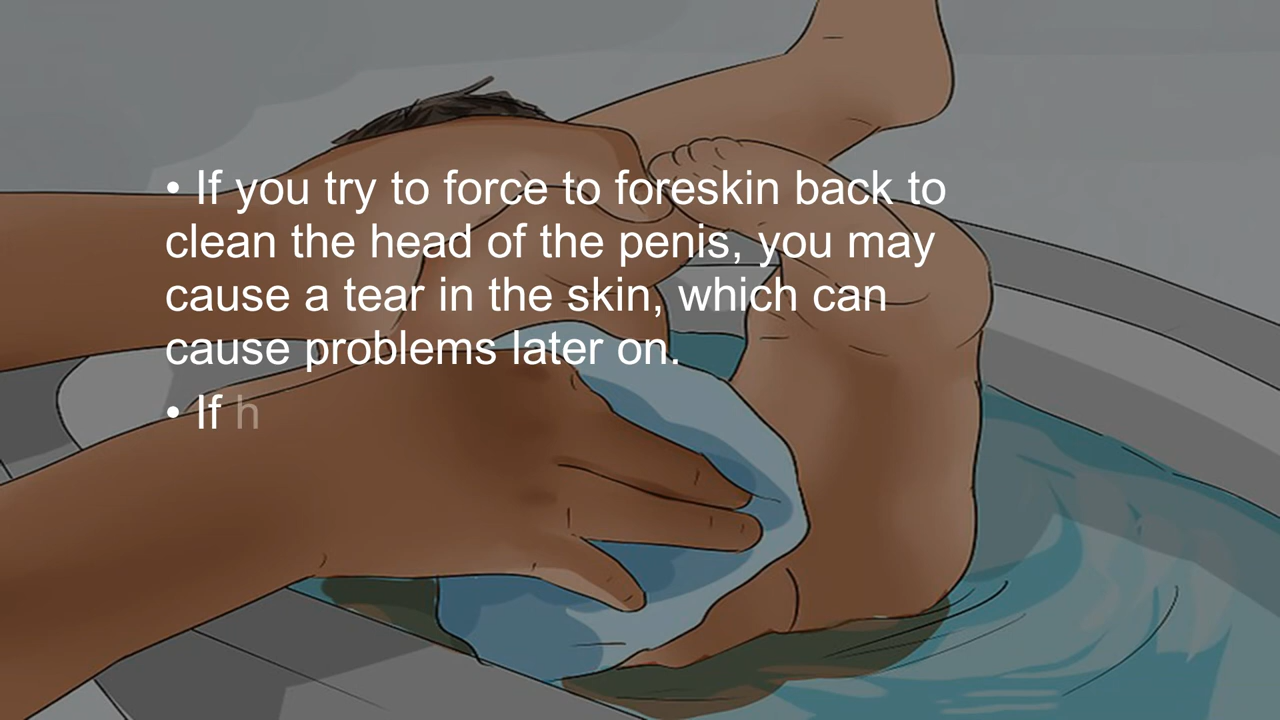 • If you try to force to foreskin back to
clean the head of the penis, you may
cause a tear in the skin, which can
cause problems later on.
• If h